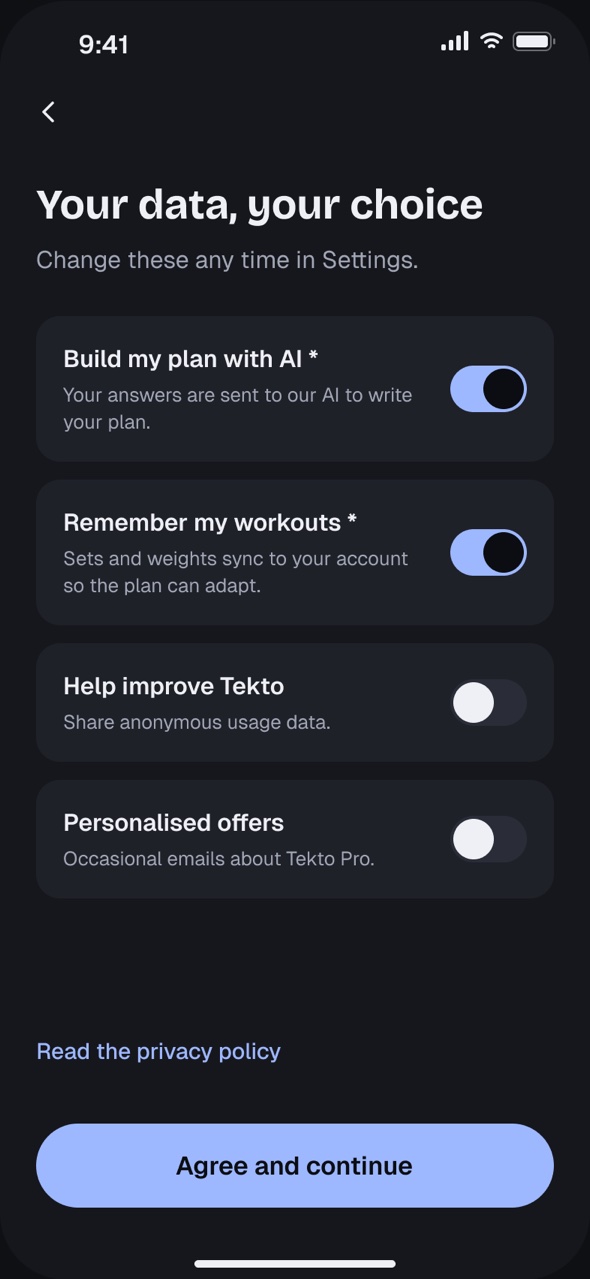 9:41
Your data, your choice
Change these any time in Settings.
Build my plan with AI *
Your answers are sent to our AI to write
your plan.
Remember my workouts *
Sets and weights sync to your account
so the plan can adapt.
Help improve Tekto
Share anonymous usage data.
Personalised offers
Occasional emails about Tekto Pro.
Read the privacy policy
Agree and continue